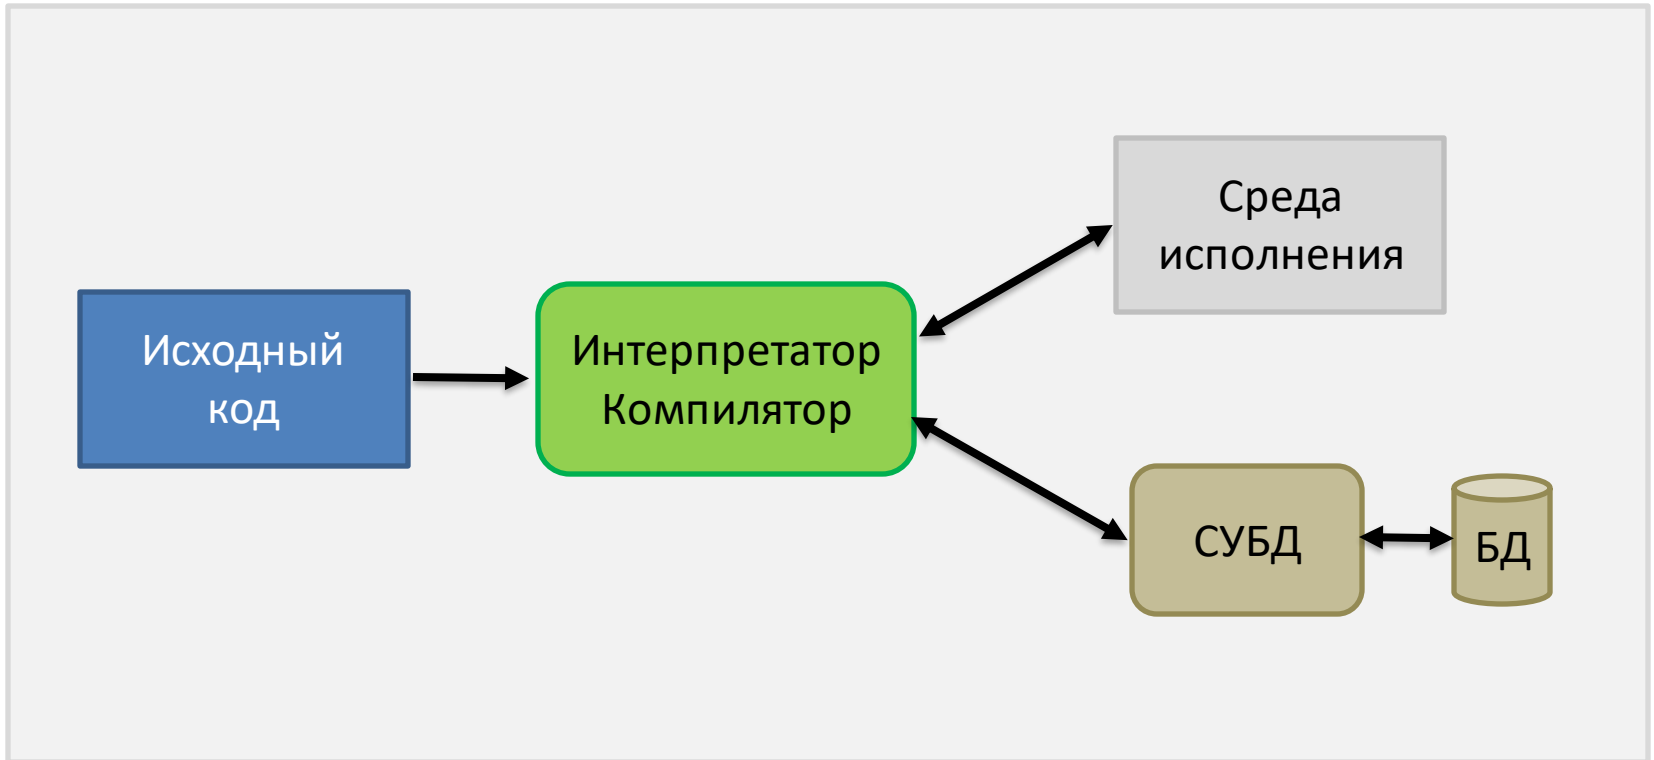 Исходный
код
Интерпретатор
Компилятор
Среда
исполнения
СУБД
БД